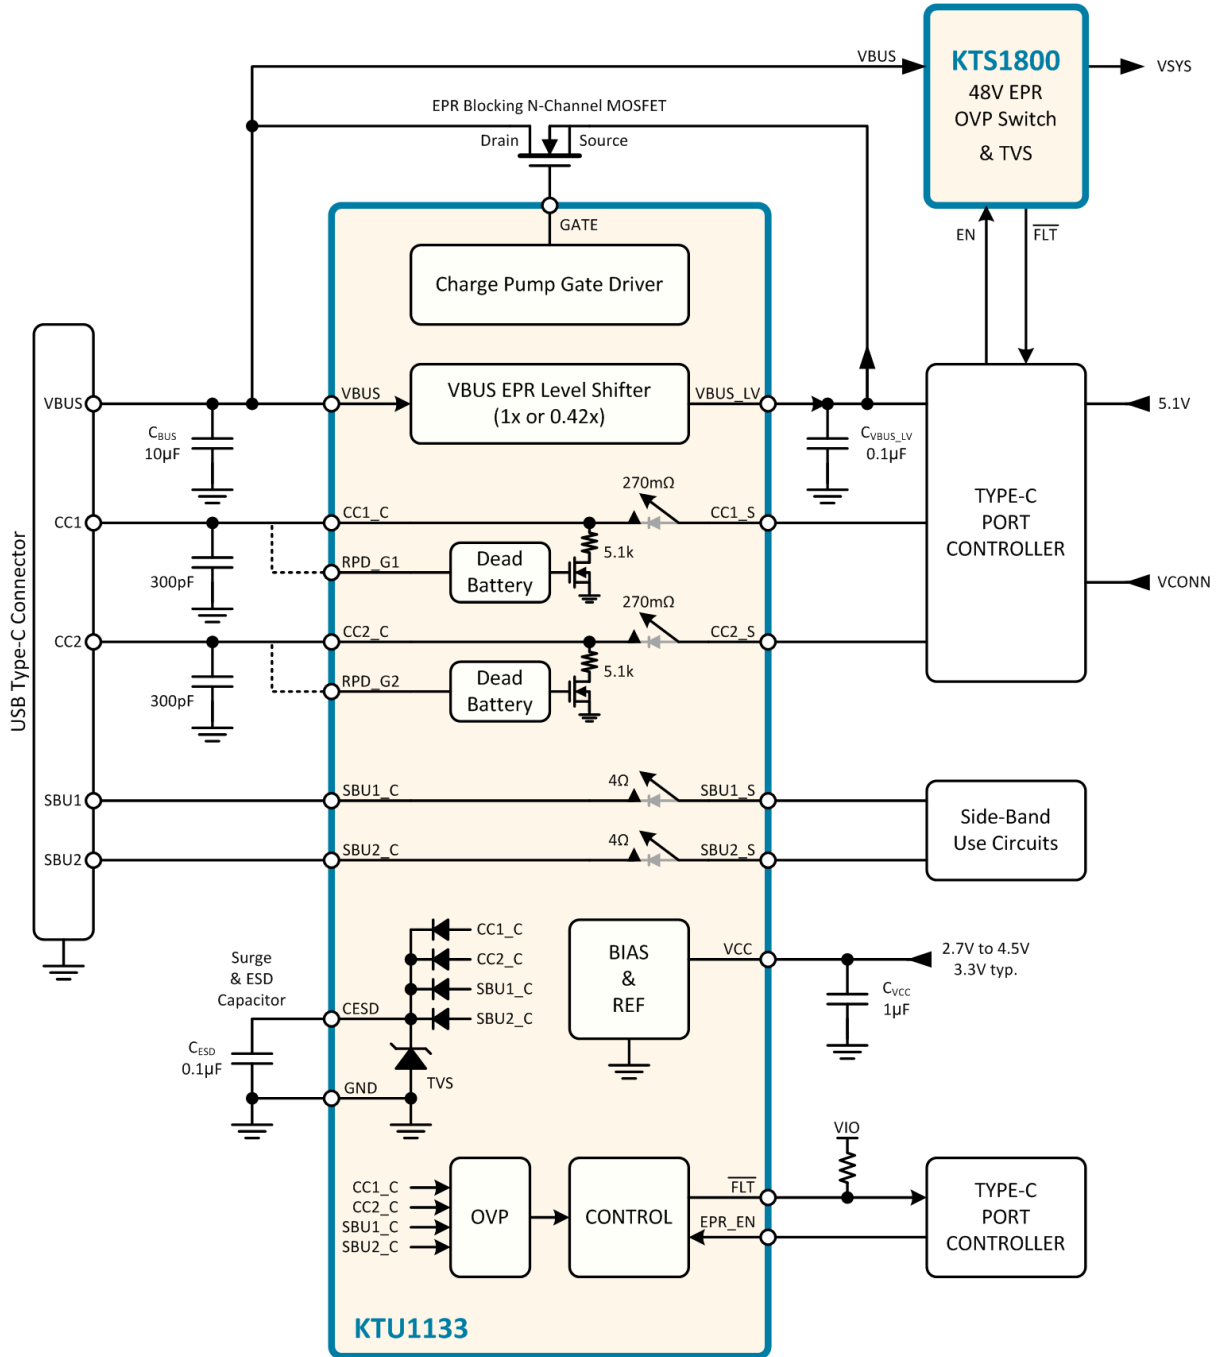 VBUS
KTS1800
48V EPR
OVP Switch
& TVS
VSYS
EPR Blocking N-Channel MOSFET
Drain
Source
GATE
EN
FLT
Charge Pump Gate Driver
VBUS
VBUS
VBUS EPR Level Shifter
(1x or 0.42x)
VBUS_LV
5.1V
CBUS
10µF
CVBUS_LV
0.1µF
TYPE-C
PORT
CONTROLLER
270mΩ
CC1
CC1_C
CC1_S
300pF
RPD_G1
Dead
Battery
5.1k
VCONN
270mΩ
CC2
CC2_C
CC2_S
300pF
RPD_G2
Dead
Battery
5.1k
USB Type-C Connector
SBU1
SBU1_C
4Ω
SBU1_S
SBU2
SBU2_C
4Ω
SBU2_S
Side-Band
Use Circuits
CC1_C
CC2_C
SBU1_C
SBU2_C
Surge
& ESD
Capacitor
CESD
CESD
0.1µF
GND
TVS
BIAS
&
REF
VCC
2.7V to 4.5V
3.3V typ.
CVCC
1µF
VIO
CC1_C
CC2_C
SBU1_C
SBU2_C
OVP
CONTROL
FLT
EPR_EN
TYPE-C
PORT
CONTROLLER
KTU1133